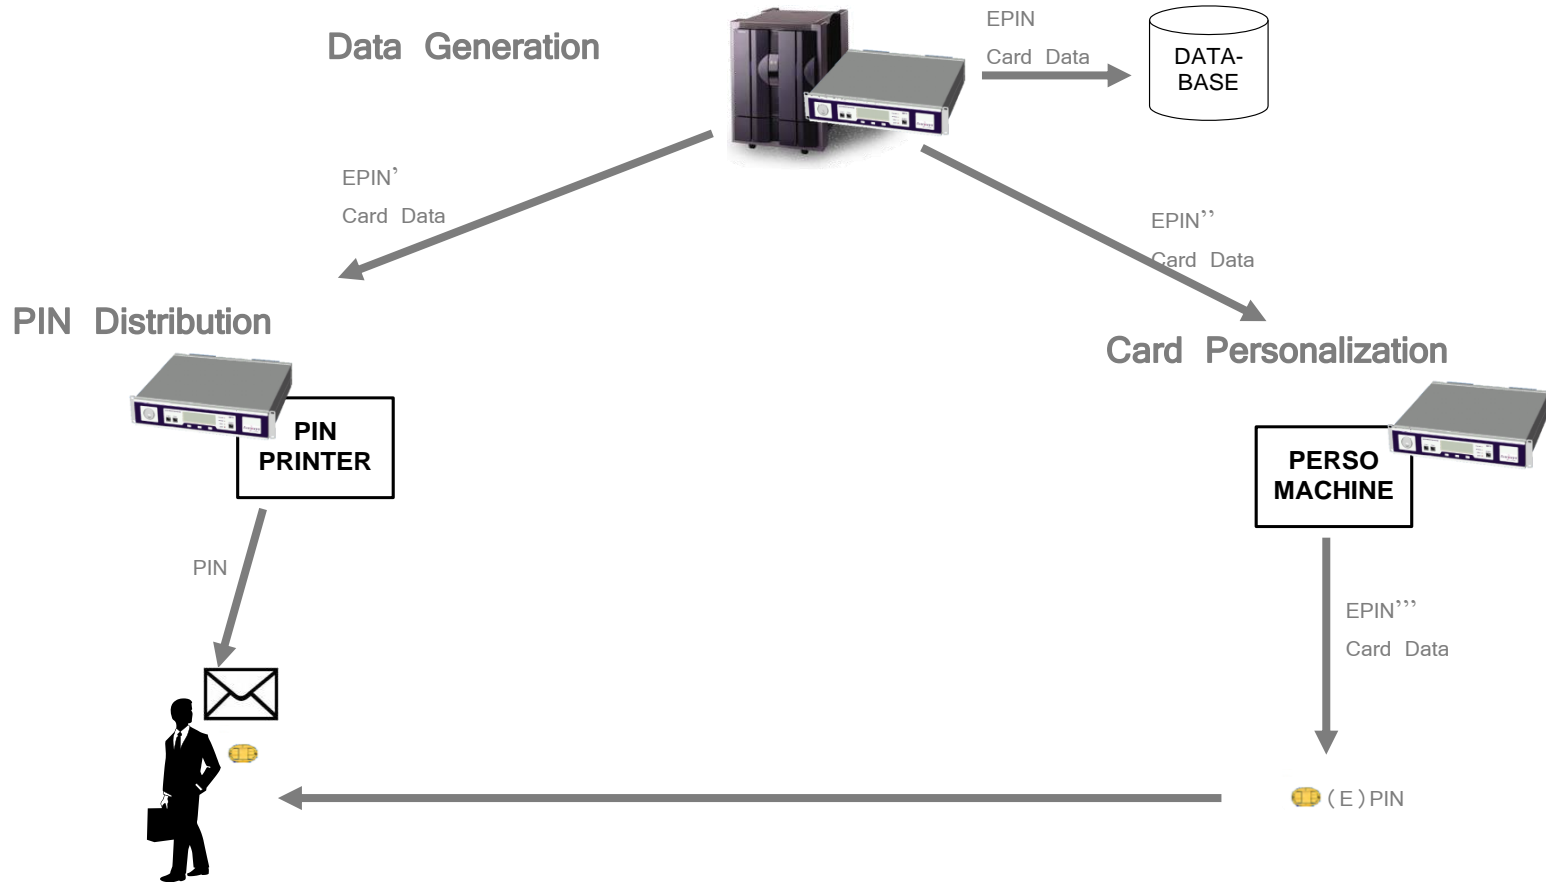 Data Generation
EPIN
Card Data
DATA-
BASE
EPIN’
Card Data
EPIN’’
Card Data
PIN Distribution
Card Personalization
PIN
PRINTER
PERSO
MACHINE
PIN
EPIN’’’
Card Data
(E)PIN